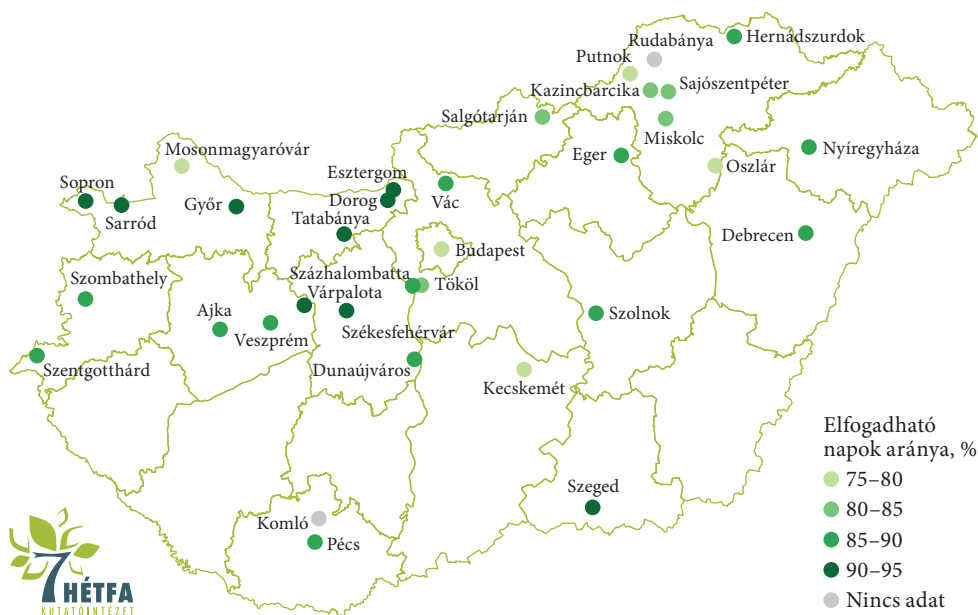 Hernádszurdok
Rudabánya
Putnok
Kazincbarcika
Sajószentpéter
Salgótarján
Miskolc
Mosonmagyaróvár
Eger
Nyíregyháza
Oszlár
Esztergom
Sopron
Vác
Dorog
Győr
Sarród
Tatabánya
Debrecen
Budapest
Szombathely
Százhalombatta
Tököl
Várpalota
Ajka
Szolnok
Veszprém
Székesfehérvár
Szentgotthárd
Dunaújváros
Kecskemét
Szeged
Komló
Pécs
Elfogadható
napok aránya, %
75–80
80–85
85–90
90–95
Nincs adat
7 HÉTFA
KUTATÓINTÉZET